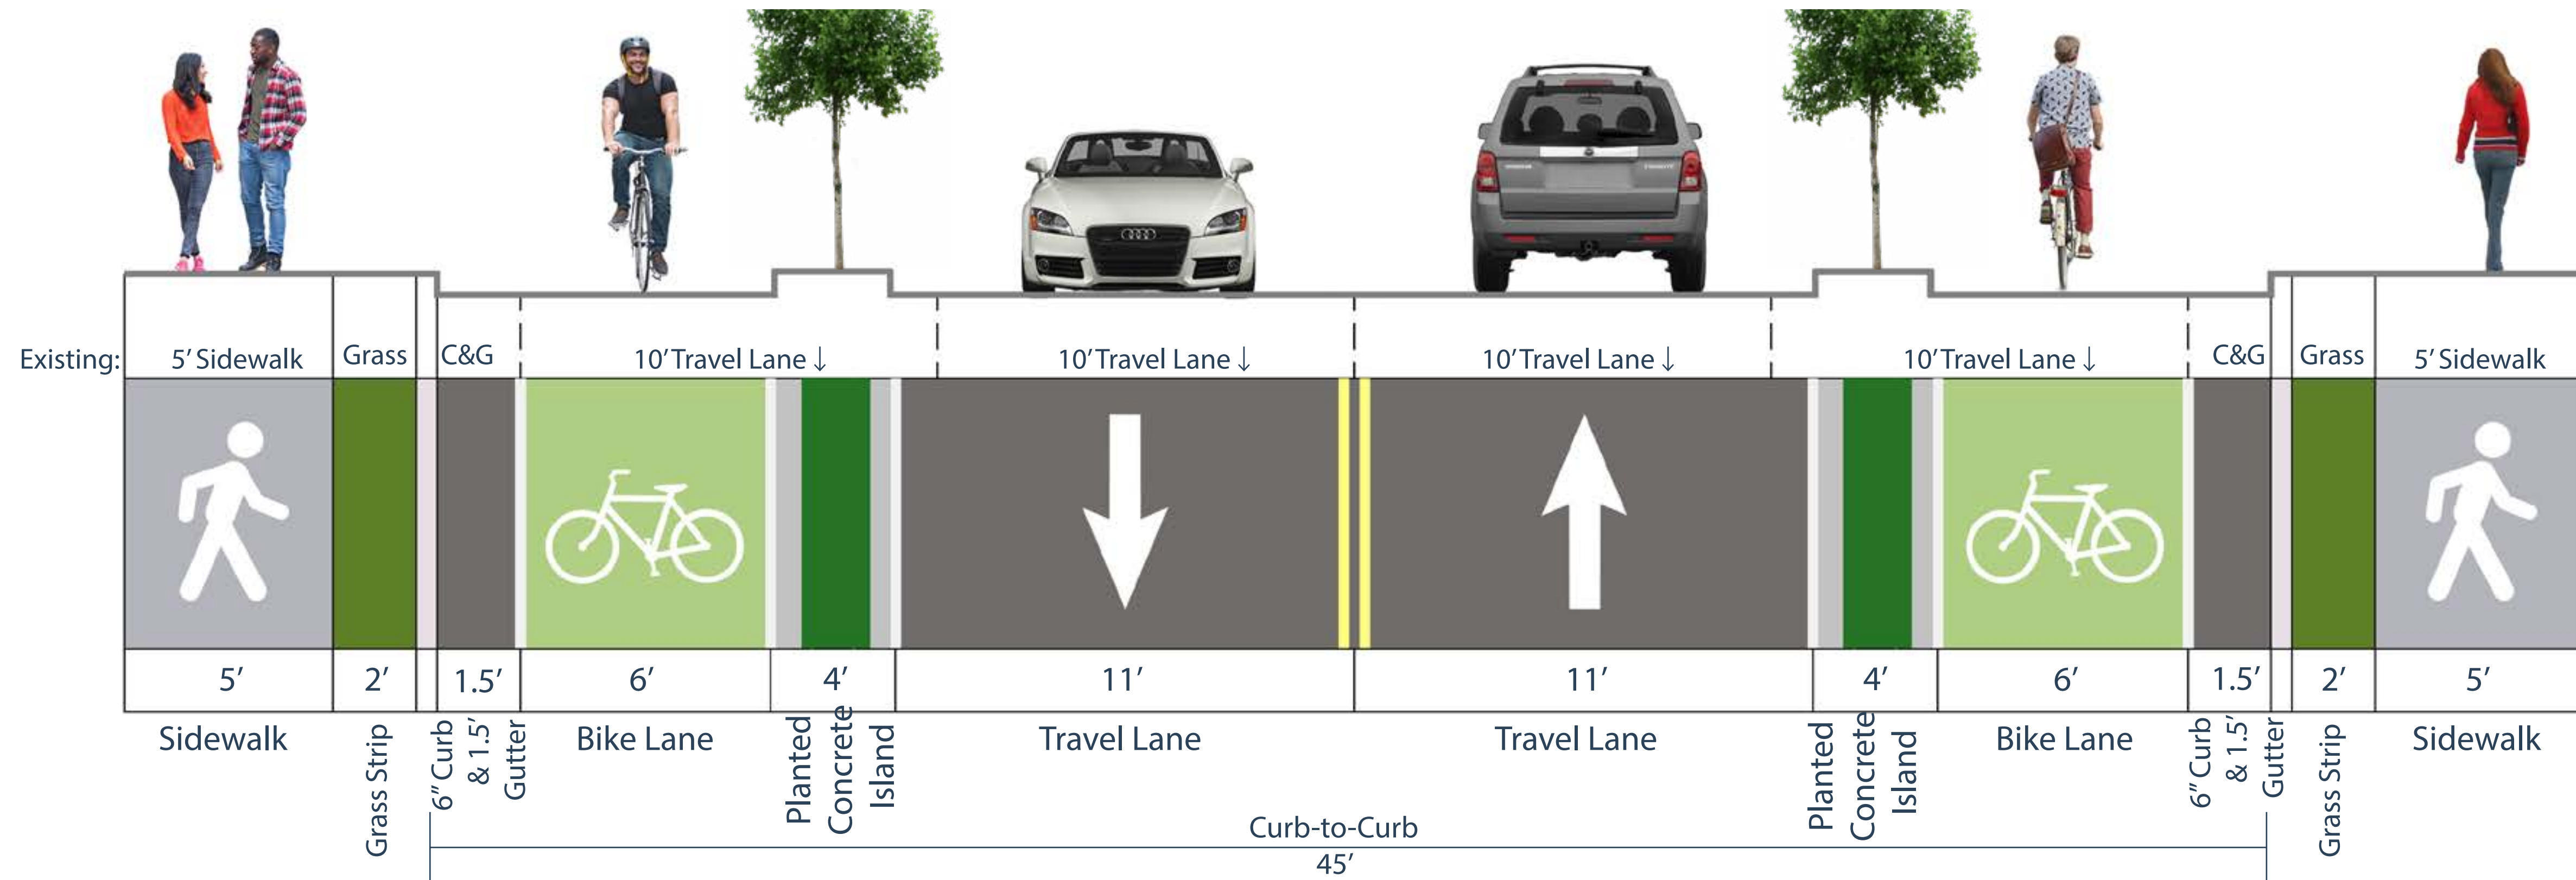 Existing:
5’ Sidewalk
Grass
C&G
10’ Travel Lane ↓
10’ Travel Lane ↓
10’ Travel Lane ↓
10’ Travel Lane ↓
C&G
Grass
5’ Sidewalk
5’
2’
1.5’
6’
4’
11’
11’
4’
6’
1.5’
2’
5’
Sidewalk
Grass Strip
6” Curb
& 1.5’
Gutter
Bike Lane
Planted
Concrete
Island
Travel Lane
Travel Lane
Planted
Concrete
Island
Bike Lane
6” Curb
& 1.5’
Gutter
Grass Strip
Sidewalk
Curb-to-Curb
45’